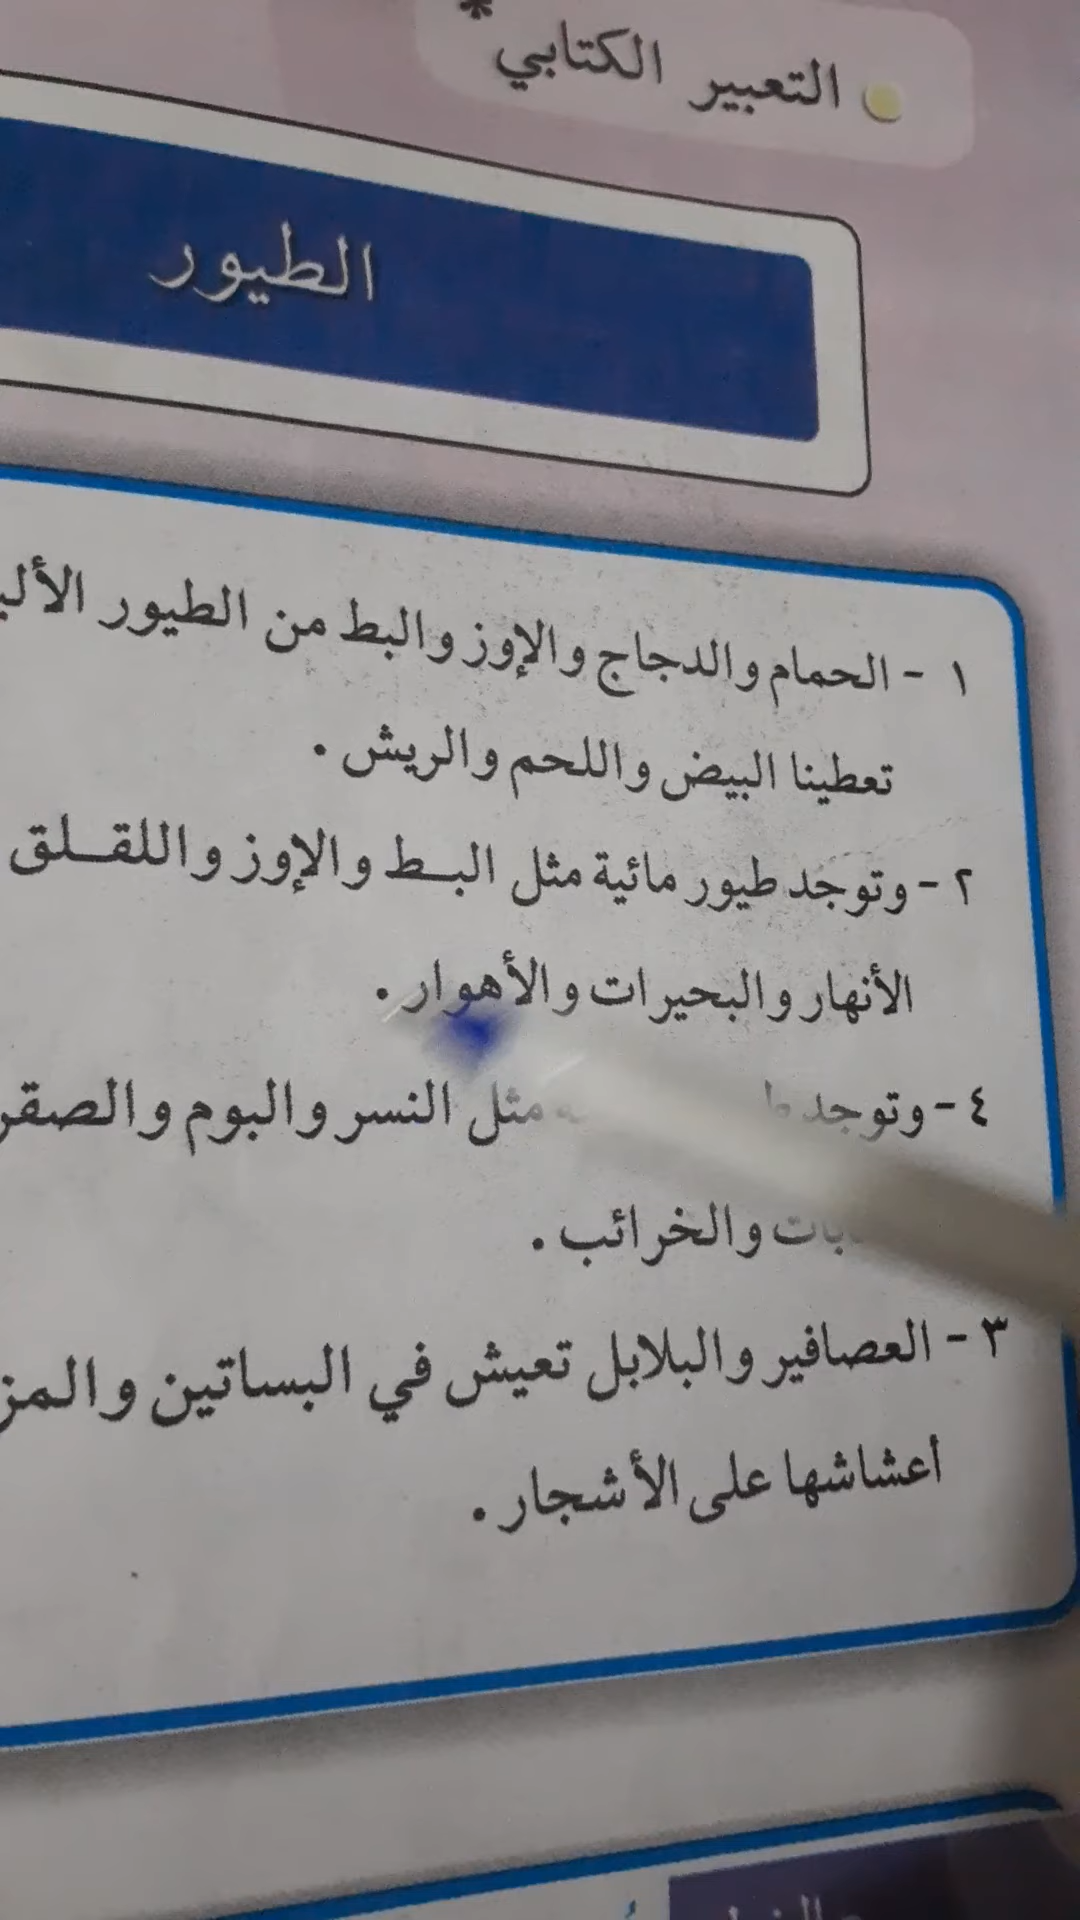 التعبير الكتابي *
الطيور
١ - الحمام والدجاج والإوز والبط من الطيور
تعطينا البيض واللحم والريش .
٢ - وتوجد طيور مائية مثل البط والإوز واللقلق
الأنهار والبحيرات والأهوار .
٤ - وتوجد مثل النسر والبوم والصقر
والخرائب .
٣ - العصافير والبلابل تعيش في البساتين
أعشاشها على الأشجار .